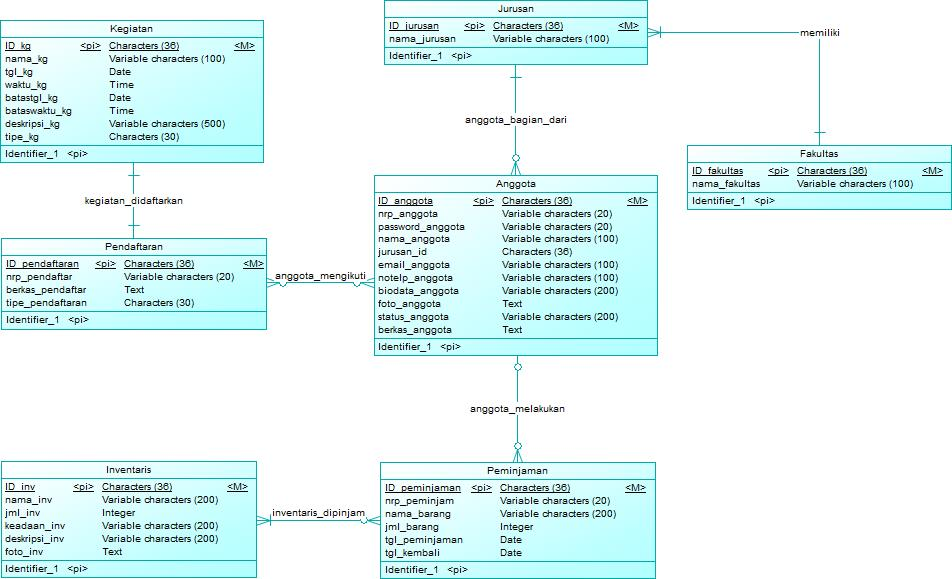 Jurusan
ID_jurusan <pi> Characters (36) <M>
nama_jurusan Variable characters (100)
Identifier_1 <pi>
Kegiatan
ID_kg <pi> Characters (36) <M>
nama_kg Variable characters (100)
tgl_kg Date
waktu_kg Time
batastgl_kg Date
bataswaktu_kg Time
deskripsi_kg Variable characters (500)
tipe_kg Characters (30)
Identifier_1 <pi>
memiliki
anggota_bagian_dari
Fakultas
ID_fakultas <pi> Characters (36) <M>
nama_fakultas Variable characters (100)
Identifier_1 <pi>
kegiatan_didaftarkan
Anggota
ID_anggota <pi> Characters (36) <M>
nrp_anggota Variable characters (20)
password_anggota Variable characters (20)
nama_anggota Variable characters (100)
jurusan_id Characters (36)
email_anggota Variable characters (100)
notelp_anggota Variable characters (100)
biodata_anggota Variable characters (200)
foto_anggota Text
status_anggota Variable characters (200)
berkas_anggota Text
Identifier_1 <pi>
Pendaftaran
ID_pendaftaran <pi> Characters (36) <M>
nrp_pendaftar Variable characters (20)
berkas_pendaftar Text
tipe_pendaftaran Characters (30)
Identifier_1 <pi>
anggota_mengikuti
anggota_melakukan
Inventaris
ID_inv <pi> Characters (36) <M>
nama_inv Variable characters (200)
jml_inv Integer
keadaan_inv Variable characters (200)
deskripsi_inv Variable characters (200)
foto_inv Text
Identifier_1 <pi>
inventaris_dipinjam
Peminjaman
ID_peminjaman <pi> Characters (36) <M>
nrp_peminjam Variable characters (20)
nama_barang Variable characters (200)
jml_barang Integer
tgl_peminjaman Date
tgl_kembali Date
Identifier_1 <pi>